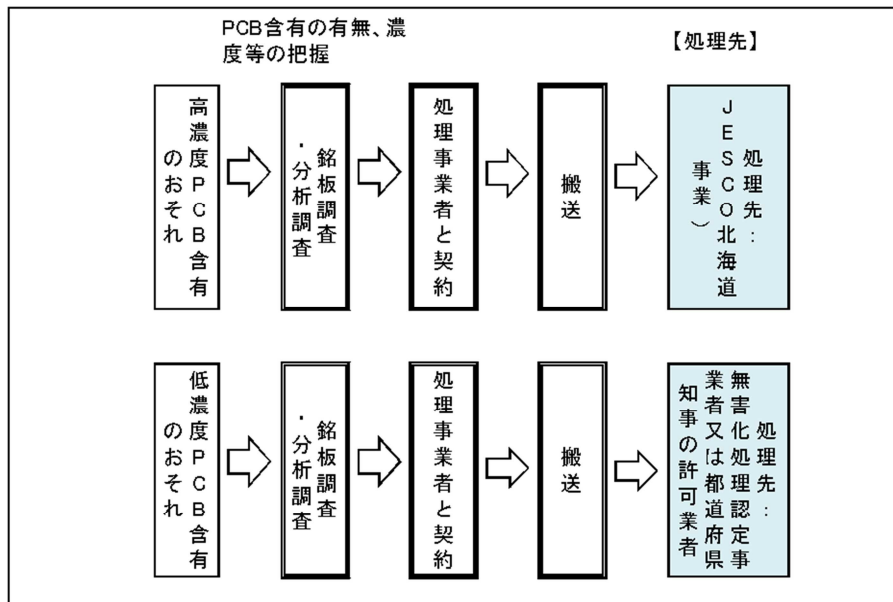 PCB含有の有無、濃
度等の把握
【処理先】
高濃度PCB含有
のおそれ
銘板調査
・分析調査
処理事業者と契約
搬送
処理先：
JESCO北海道
事業）
低濃度PCB含有
のおそれ
銘板調査
・分析調査
処理事業者と契約
搬送
処理先：
無害化処理認定事
業者又は都道府県
知事の許可業者